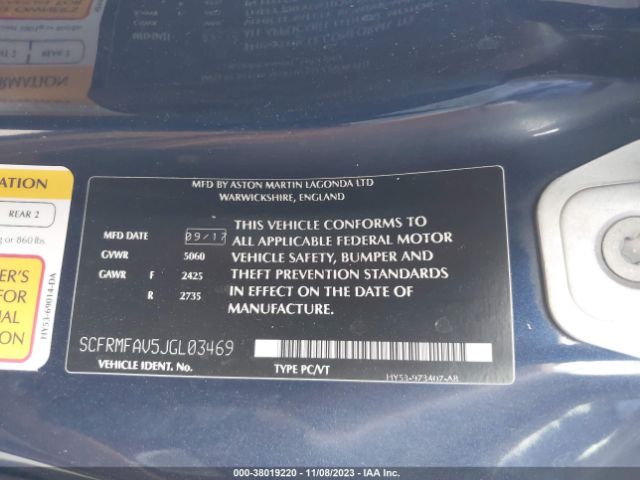 MFD BY ASTON MARTIN LAGONDA LTD
WARWICKSHIRE, ENGLAND
MFD DATE 09/17
GVWR 5060
GAWR F 2425
R 2735
THIS VEHICLE CONFORMS TO
ALL APPLICABLE FEDERAL MOTOR
VEHICLE SAFETY, BUMPER AND
THEFT PREVENTION STANDARDS
IN EFFECT ON THE DATE OF
MANUFACTURE.
SCFRMFAV5JGL03469
VEHICLE IDENT. No.
TYPE PC/VT
HY53-973407-AB
ATION
REAR 2
g or 860 lbs.
ER'S
FOR
NAL
ION
HY53-69014-DA
000-38019220 - 11/08/2023 - IAA Inc.